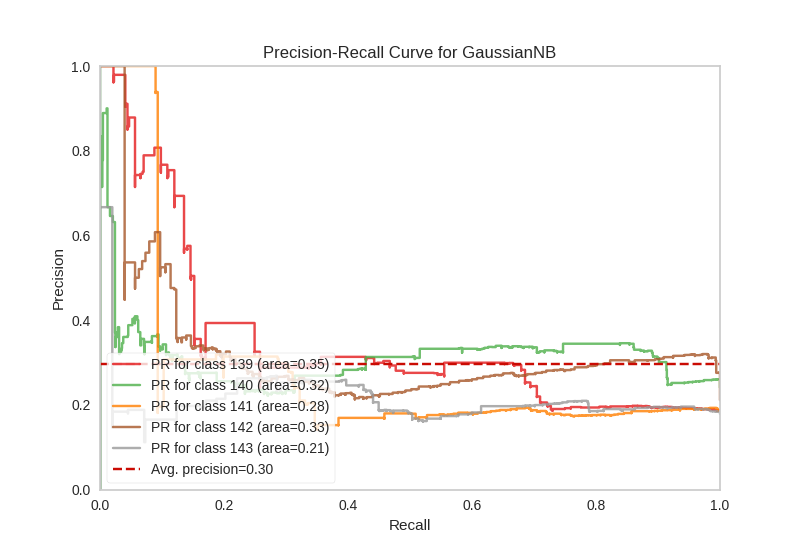 Precision-Recall Curve for GaussianNB
1.0
0.8
0.6
0.4
0.2
0.0
Precision
PR for class 139 (area=0.35)
PR for class 140 (area=0.32)
PR for class 141 (area=0.28)
PR for class 142 (area=0.33)
PR for class 143 (area=0.21)
Avg. precision=0.30
0.0 0.2 0.4 0.6 0.8 1.0
Recall